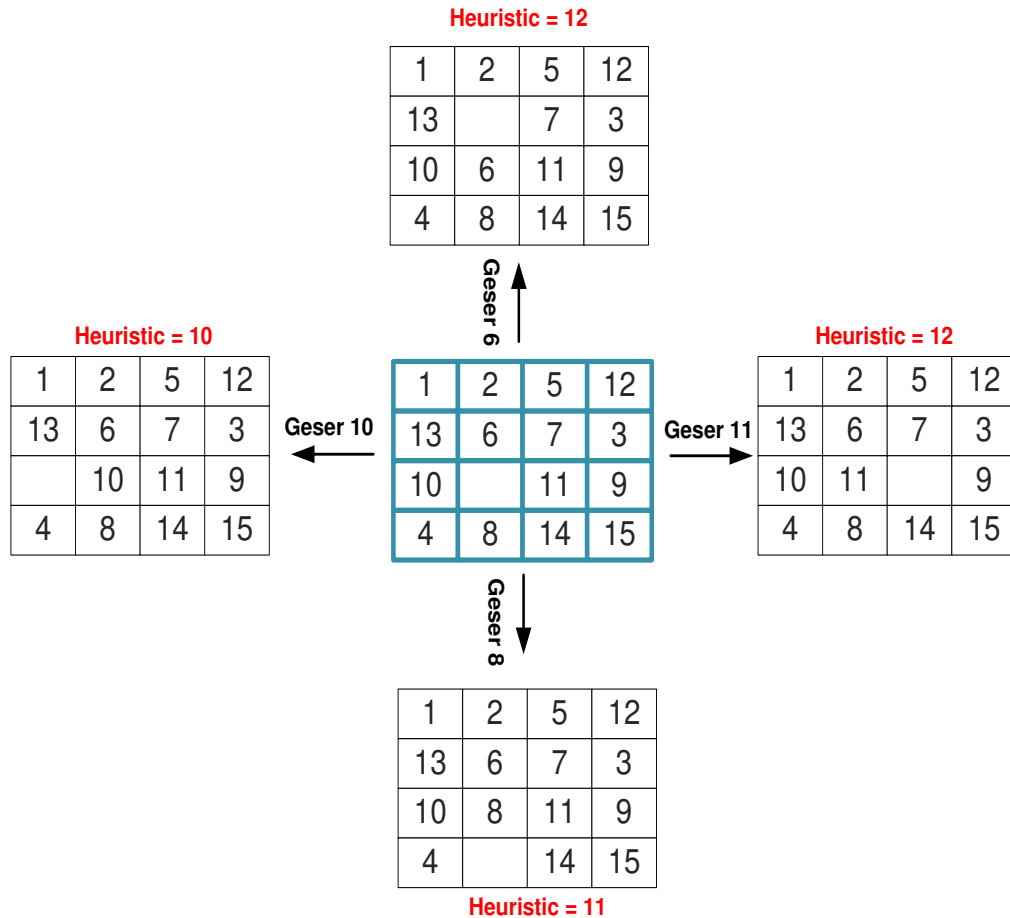 Heuristic = 12
1 2 5 12
13 7 3
10 6 11 9
4 8 14 15
Geser 6
Heuristic = 10
1 2 5 12
13 6 7 3
10 11 9
4 8 14 15
Geser 10
1 2 5 12
13 6 7 3
10 11 9
4 8 14 15
Geser 11
Heuristic = 12
1 2 5 12
13 6 7 3
10 11 9
4 8 14 15
Geser 8
1 2 5 12
13 6 7 3
10 8 11 9
4 14 15
Heuristic = 11